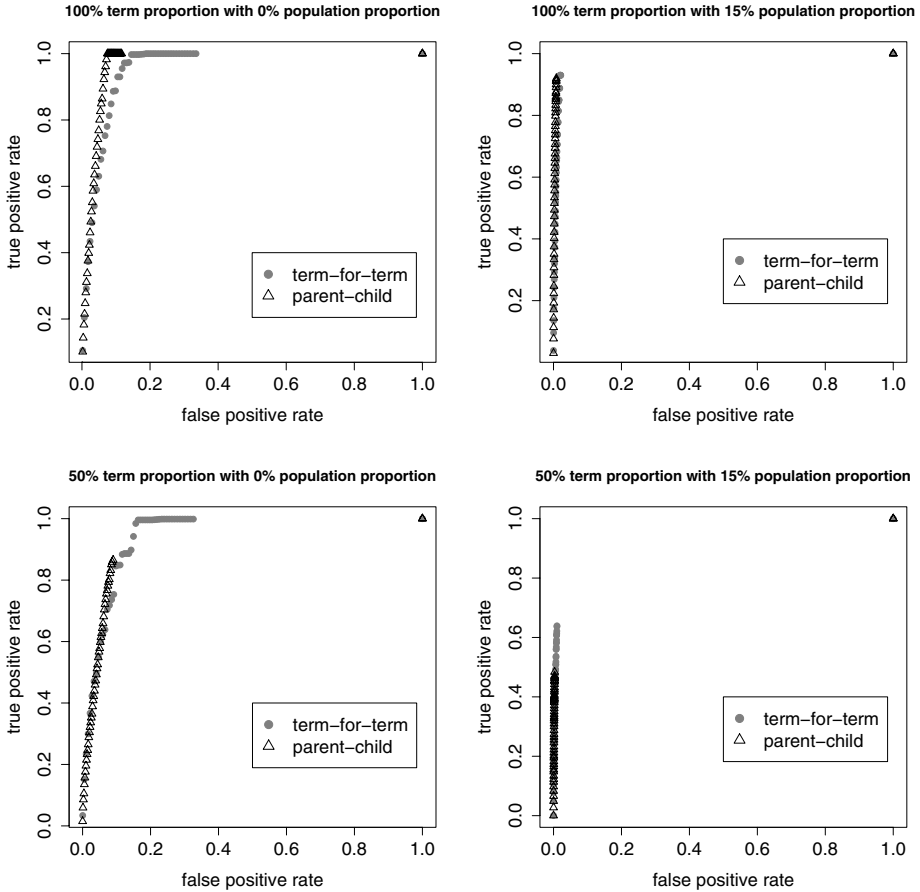 100% term proportion with 0% population proportion
true positive rate
1.0
0.8
0.6
0.4
0.2
term−for−term
parent−child
0.0 0.2 0.4 0.6 0.8 1.0
false positive rate
100% term proportion with 15% population proportion
true positive rate
1.0
0.8
0.6
0.4
0.2
term−for−term
parent−child
0.0 0.2 0.4 0.6 0.8 1.0
false positive rate
50% term proportion with 0% population proportion
true positive rate
1.0
0.8
0.6
0.4
0.2
0.0
term−for−term
parent−child
0.0 0.2 0.4 0.6 0.8 1.0
false positive rate
50% term proportion with 15% population proportion
true positive rate
1.0
0.8
0.6
0.4
0.2
0.0
term−for−term
parent−child
0.0 0.2 0.4 0.6 0.8 1.0
false positive rate